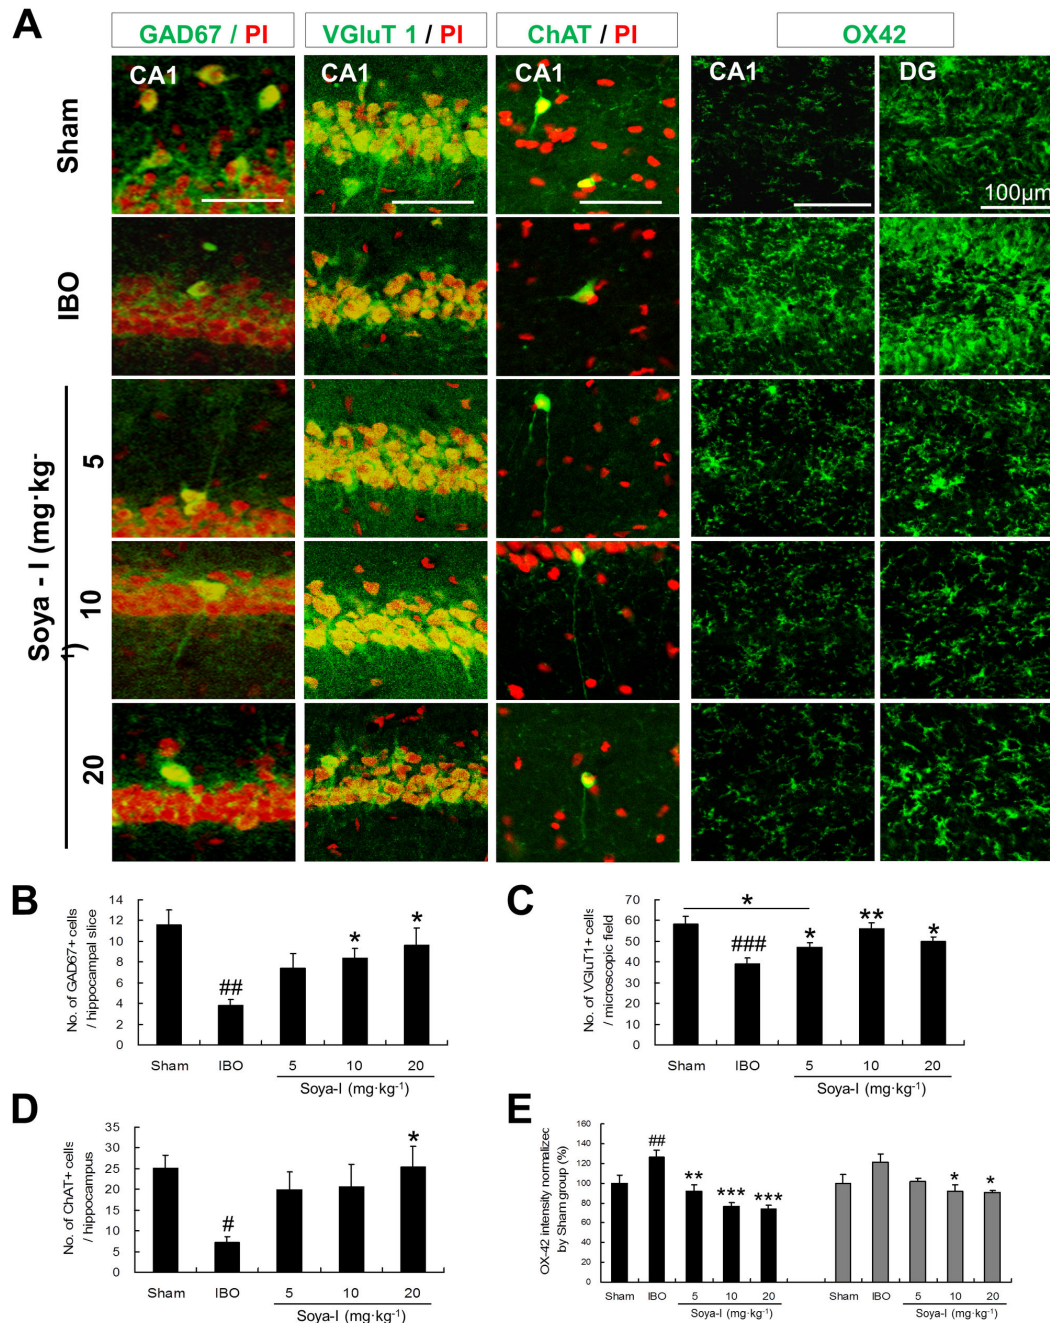 A
GAD67 / PI
VGluT 1 / PI
ChAT / PI
OX42
Sham
CA1
CA1
CA1
CA1
DG
100µm
IBO
Soya - I (mg·kg-1)
5
10
20
B
No. of GAD67+ cells
/ hippocampal slice
14
12
10
8
6
4
2
0
##
*
*
Sham IBO 5 10 20
Soya-I (mg·kg-1)
C
No. of VGluT1+ cells
/ microscopic field
70
60
50
40
30
20
10
0
*
###
*
**
*
Sham IBO 5 10 20
Soya-I (mg·kg-1)
D
No. of ChAT+ cells
/ hippocampus
35
30
25
20
15
10
5
0
#
*
Sham IBO 5 10 20
Soya-I (mg·kg-1)
E
OX-42 intensity normalized
by Sham group (%)
160
140
120
100
80
60
40
20
0
##
**
***
***
*
*
Sham IBO 5 10 20 Sham IBO 5 10 20
Soya-I (mg·kg-1) Soya-I (mg·kg-1)